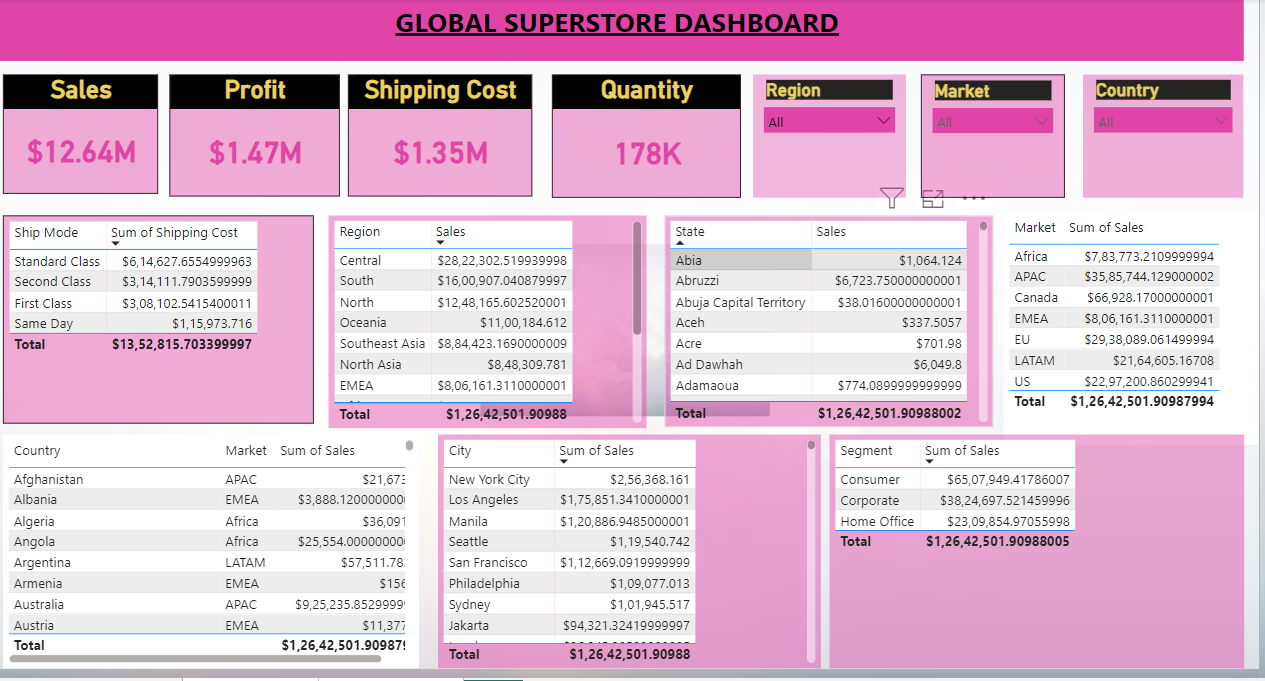 GLOBAL SUPERSTORE DASHBOARD
Sales
$12.64M
Profit
$1.47M
Shipping Cost
$1.35M
Quantity
178K
Region
All
Market
All
Country
All
Ship Mode Sum of Shipping Cost
Standard Class $6,14,627.6554999963
Second Class $3,14,111.7903599999
First Class $3,08,102.5415400011
Same Day $1,15,973.716
Total $13,52,815.703399997
Region Sales
Central $28,22,302.519939998
South $16,00,907.040879997
North $12,48,165.602520001
Oceania $11,00,184.612
Southeast Asia $8,84,423.1690000009
North Asia $8,48,309.781
EMEA $8,06,161.3110000001
Total $1,26,42,501.90988
State Sales
Abia $1,064.124
Abruzzi $6,723.750000000001
Abuja Capital Territory $38.01600000000001
Aceh $337.5057
Acre $701.98
Ad Dawhah $6,049.8
Adamaoua $774.0899999999999
Total $1,26,42,501.90988002
Market Sum of Sales
Africa $7,83,773.2109999994
APAC $35,85,744.129000002
Canada $66,928.17000000001
EMEA $8,06,161.3110000001
EU $29,38,089.061499994
LATAM $21,64,605.16708
US $22,97,200.860299941
Total $1,26,42,501.90987994
Country Market Sum of Sales
Afghanistan APAC $21,673
Albania EMEA $3,888.1200000000
Algeria Africa $36,091
Angola Africa $25,554.000000000
Argentina LATAM $57,511.78
Armenia EMEA $156
Australia APAC $9,25,235.8529999
Austria EMEA $11,377
Total $1,26,42,501.90987
City Sum of Sales
New York City $2,56,368.161
Los Angeles $1,75,851.3410000001
Manila $1,20,886.9485000001
Seattle $1,19,540.742
San Francisco $1,12,669.0919999999
Philadelphia $1,09,077.013
Sydney $1,01,945.517
Jakarta $94,321.32419999997
Total $1,26,42,501.90988
Segment Sum of Sales
Consumer $65,07,949.41786007
Corporate $38,24,697.521459996
Home Office $23,09,854.97055998
Total $1,26,42,501.90988005